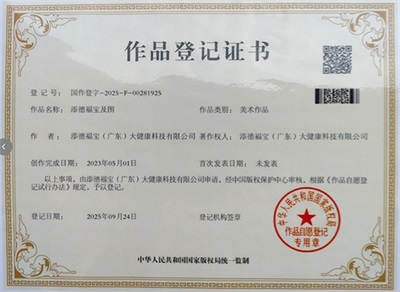 作品登记证书
登 记 号： 国作登字-2025-F-00281925
作品名称： 添德福宝及图 作品类别： 美术作品
作 者： 添德福宝（广东）大健康科技有限公司 著作权人： 添德福宝（广东）大健康科技有限公司
创作完成日期： 2023年05月01日 首次发表日期： 未发表
以上事项，由添德福宝（广东）大健康科技有限公司申请，经中国版权保护中心审核，根据《作品自愿登
记试行办法》规定，予以登记。
登记日期： 2025年09月24日 登记机构签章
中华人民共和国国家版权局
作品自愿登记
专用章
中华人民共和国国家版权局统一监制